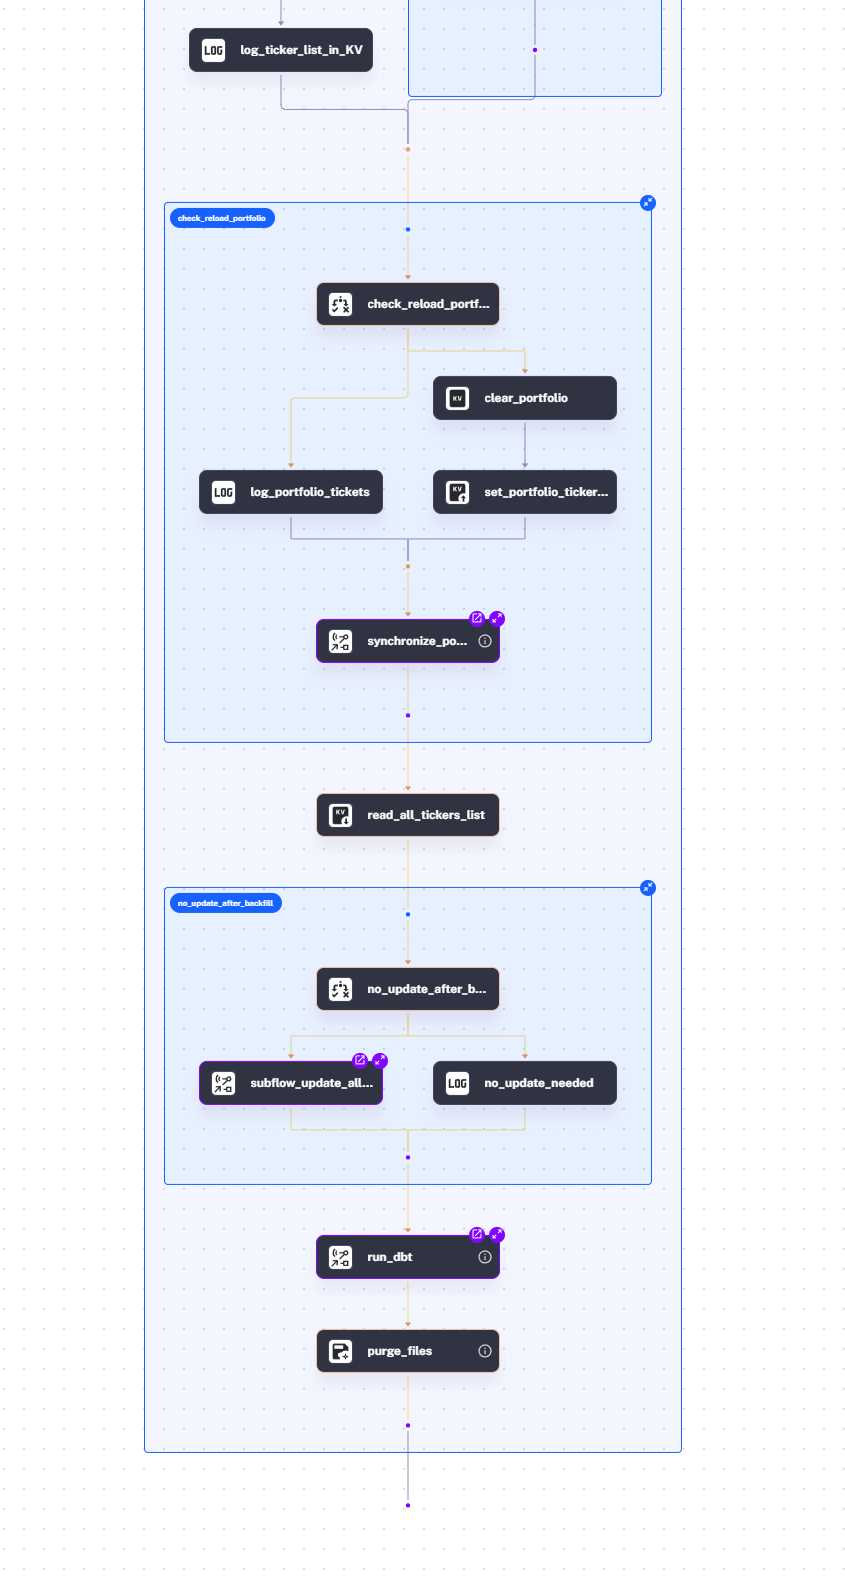 LOG log_ticker_list_in_KV
check_reload_portfolio
check_reload_portf...
KV clear_portfolio
LOG log_portfolio_tickets
KV set_portfolio_ticker...
synchronize_po...
KV read_all_tickers_list
no_update_after_backfill
no_update_after_b...
subflow_update_all...
LOG no_update_needed
run_dbt
purge_files